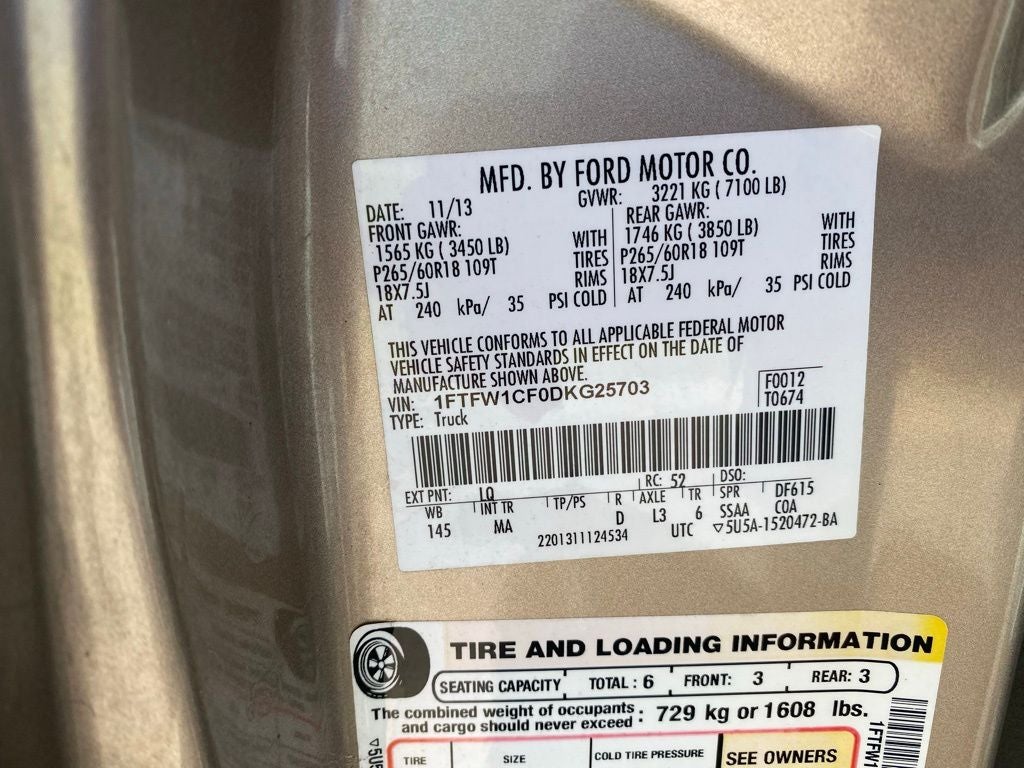 MFD. BY FORD MOTOR CO.
DATE: 11/13 GVWR: 3221 KG ( 7100 LB)
FRONT GAWR: REAR GAWR:
1565 KG ( 3450 LB) WITH 1746 KG ( 3850 LB) WITH
P265/60R18 109T TIRES P265/60R18 109T TIRES
18X7.5J RIMS 18X7.5J RIMS
AT 240 kPa/ 35 PSI COLD AT 240 kPa/ 35 PSI COLD
THIS VEHICLE CONFORMS TO ALL APPLICABLE FEDERAL MOTOR
VEHICLE SAFETY STANDARDS IN EFFECT ON THE DATE OF
MANUFACTURE SHOWN ABOVE.
VIN: 1FTFW1CF0DKG25703 F0012
TYPE: Truck T0674
EXT PNT: LQ RC: 52 DSO:
WB INT TR TP/PS R AXLE TR SPR DF615
145 MA D L3 6 SSAA COA
2201311124534 UTC ▽5U5A-1520472-BA
TIRE AND LOADING INFORMATION
SEATING CAPACITY TOTAL : 6 FRONT: 3 REAR: 3
The combined weight of occupants : 729 kg or 1608 lbs.
and cargo should never exceed
TIRE SIZE COLD TIRE PRESSURE SEE OWNERS
▽5U5
1FTFW1